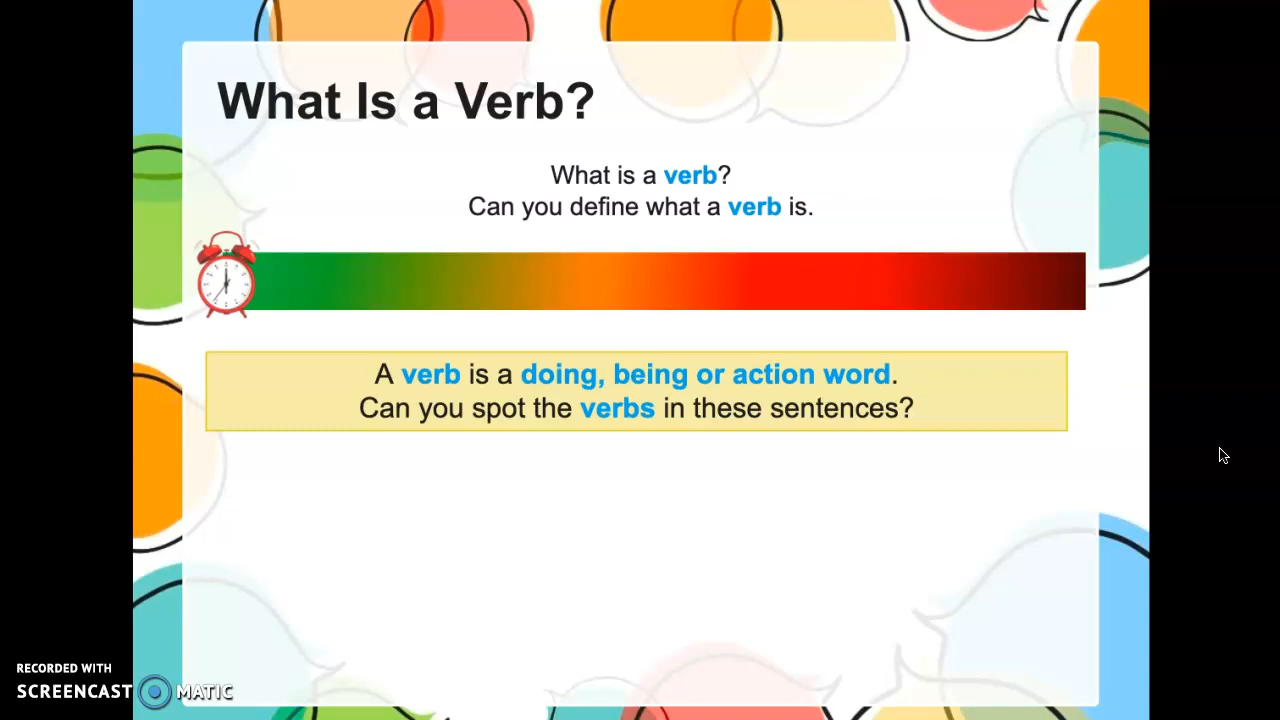 What Is a Verb?
What is a verb?
Can you define what a verb is.
A verb is a doing, being or action word.
Can you spot the verbs in these sentences?
RECORDED WITH
SCREENCAST MATIC